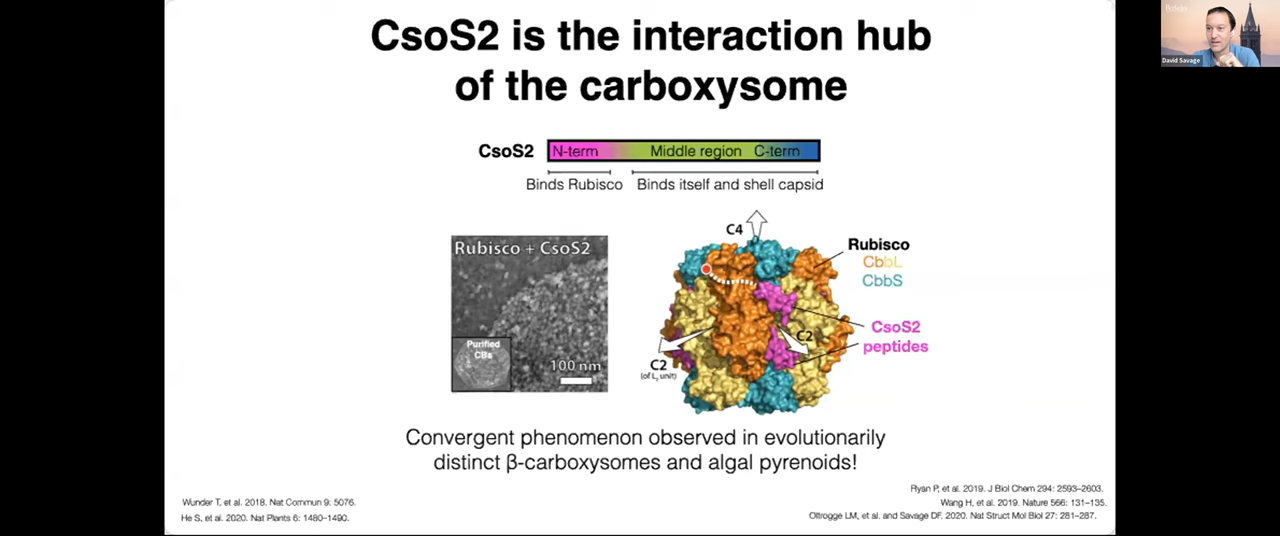 CsoS2 is the interaction hub
of the carboxysome
CsoS2
N-term Middle region C-term
Binds Rubisco Binds itself and shell capsid
Rubisco + CsoS2
Purified
CBs
100 nm
C4
Rubisco
CbbL
CbbS
CsoS2
peptides
C2
C2
(of L₂ unit)
Convergent phenomenon observed in evolutionarily
distinct β-carboxysomes and algal pyrenoids!
Wunder T, et al. 2018. Nat Commun 9: 5076.
He S, et al. 2020. Nat Plants 6: 1480–1490.
Ryan P, et al. 2019. J Biol Chem 294: 2593–2603.
Wang H, et al. 2019. Nature 566: 131–135.
Oltrogge LM, et al. and Savage DF. 2020. Nat Struct Mol Biol 27: 281–287.
David Savage